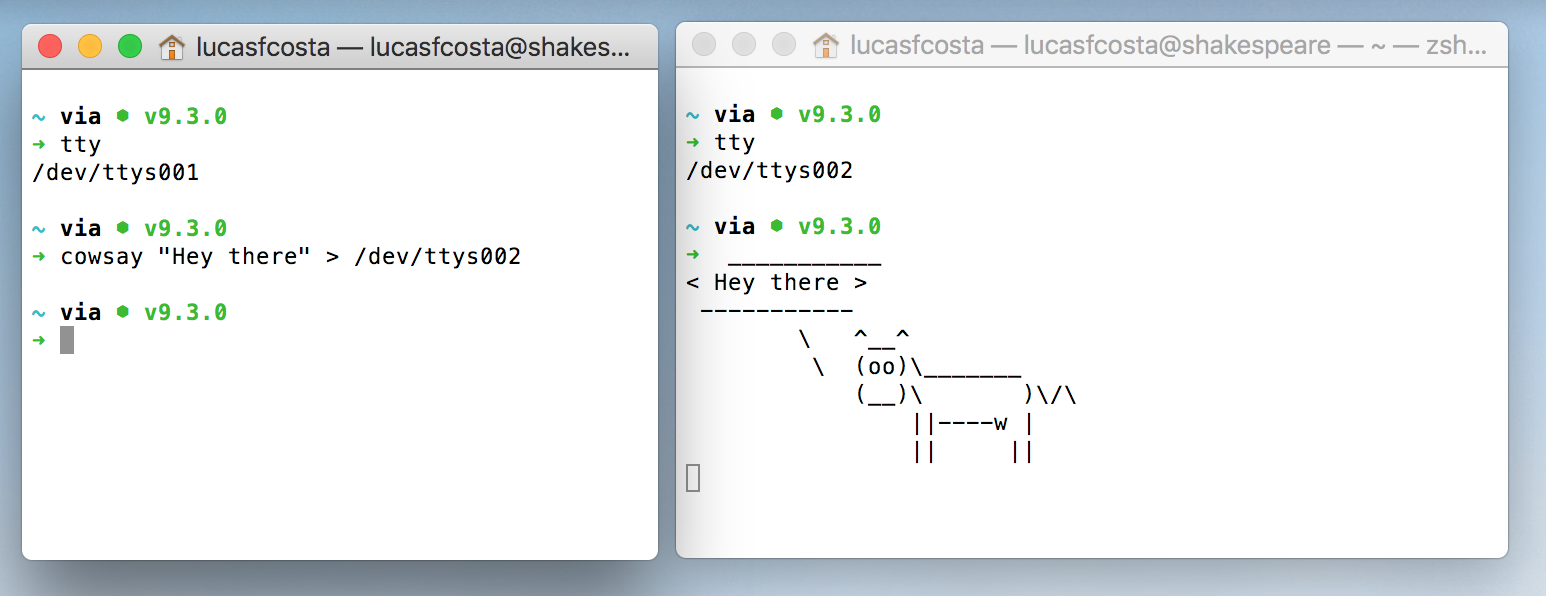 lucasfcosta — lucasfcosta@shakes...
~ via ⬢ v9.3.0
➜ tty
/dev/ttys001
~ via ⬢ v9.3.0
➜ cowsay "Hey there" > /dev/ttys002
~ via ⬢ v9.3.0
➜
lucasfcosta — lucasfcosta@shakespeare — ~ — zsh...
~ via ⬢ v9.3.0
➜ tty
/dev/ttys002
~ via ⬢ v9.3.0
➜  ___________
< Hey there >
 -----------
        \   ^__^
         \  (oo)\_______
            (__)\       )\/\
                ||----w |
                ||     ||